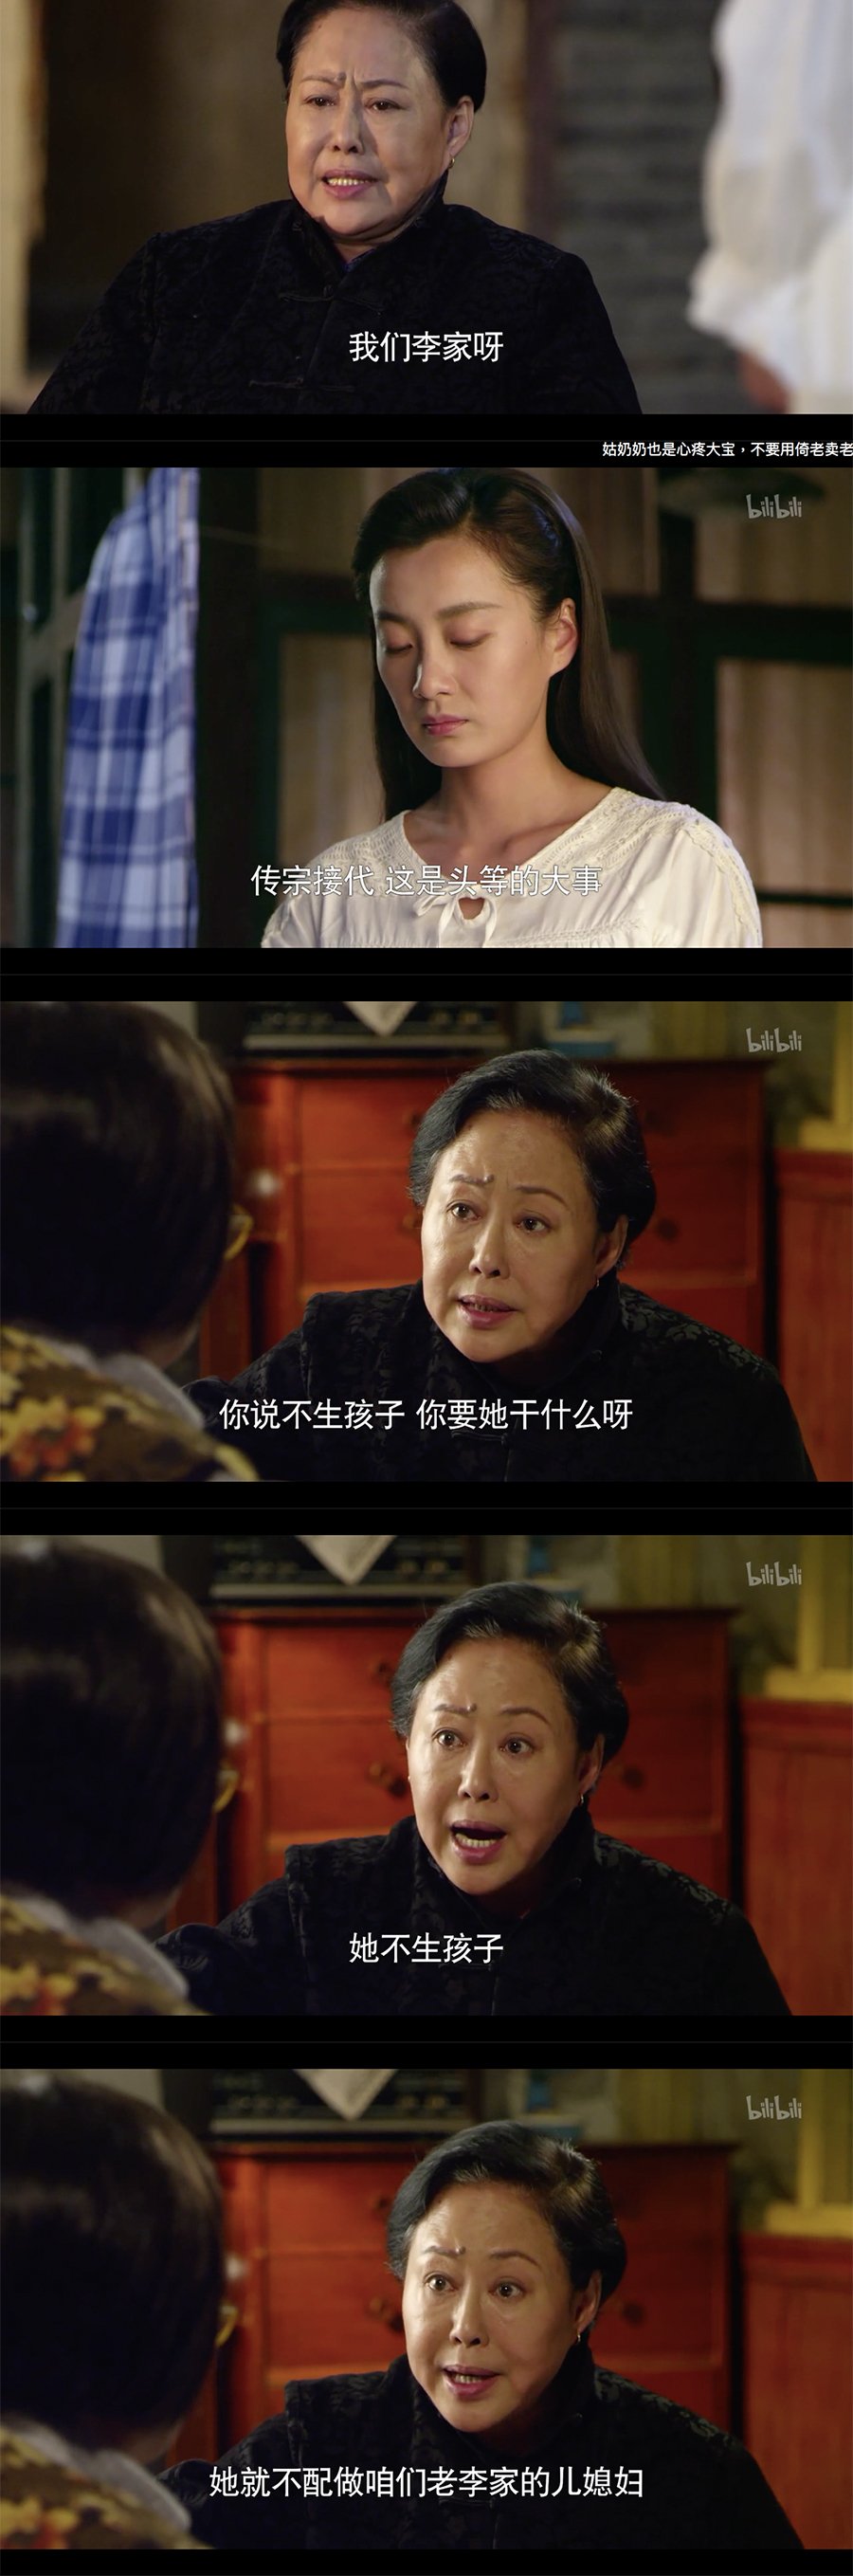 我们李家呀
姑奶奶也是心疼大宝，不要用倚老卖老
bilibili
传宗接代 这是头等的大事
bilibili
你说不生孩子 你要她干什么呀
bilibili
她不生孩子
bilibili
她就不配做咱们老李家的儿媳妇